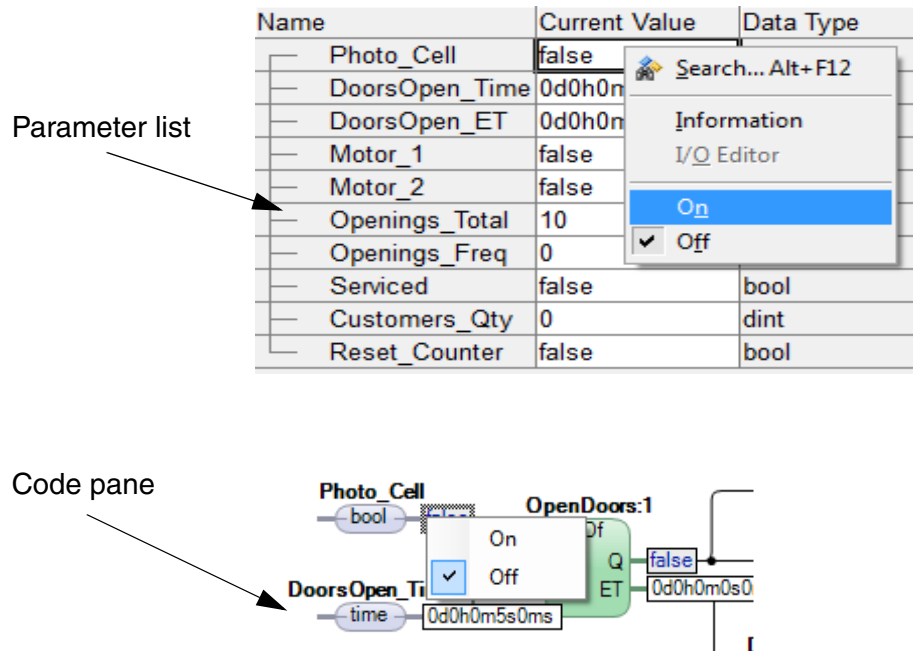 Name Current Value Data Type
Photo_Cell false
Search... Alt+F12
DoorsOpen_Time 0d0h0m
DoorsOpen_ET 0d0h0m
Information
Parameter list
Motor_1 false
I/O Editor
Motor_2 false
On
Openings_Total 10
Off
Openings_Freq 0
Serviced false bool
Customers_Qty 0 dint
Reset_Counter false bool
Code pane
Photo_Cell
OpenDoors:1
bool false
Of
On
Q false
Off
DoorsOpen_Ti
ET 0d0h0m0s0
time 0d0h0m5s0ms